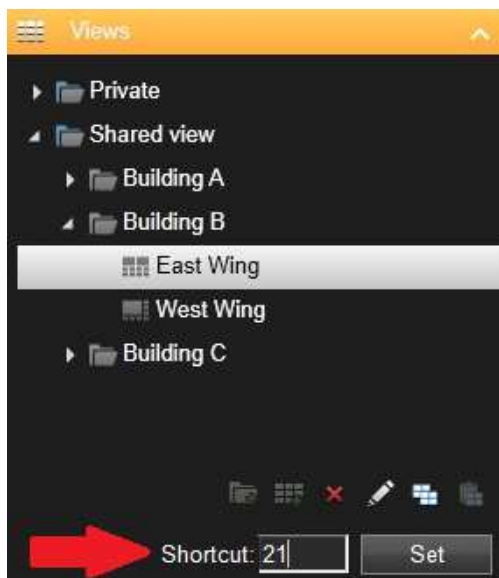 Views
Private
Shared view
Building A
Building B
East Wing
West Wing
Building C
Shortcut: 21 Set